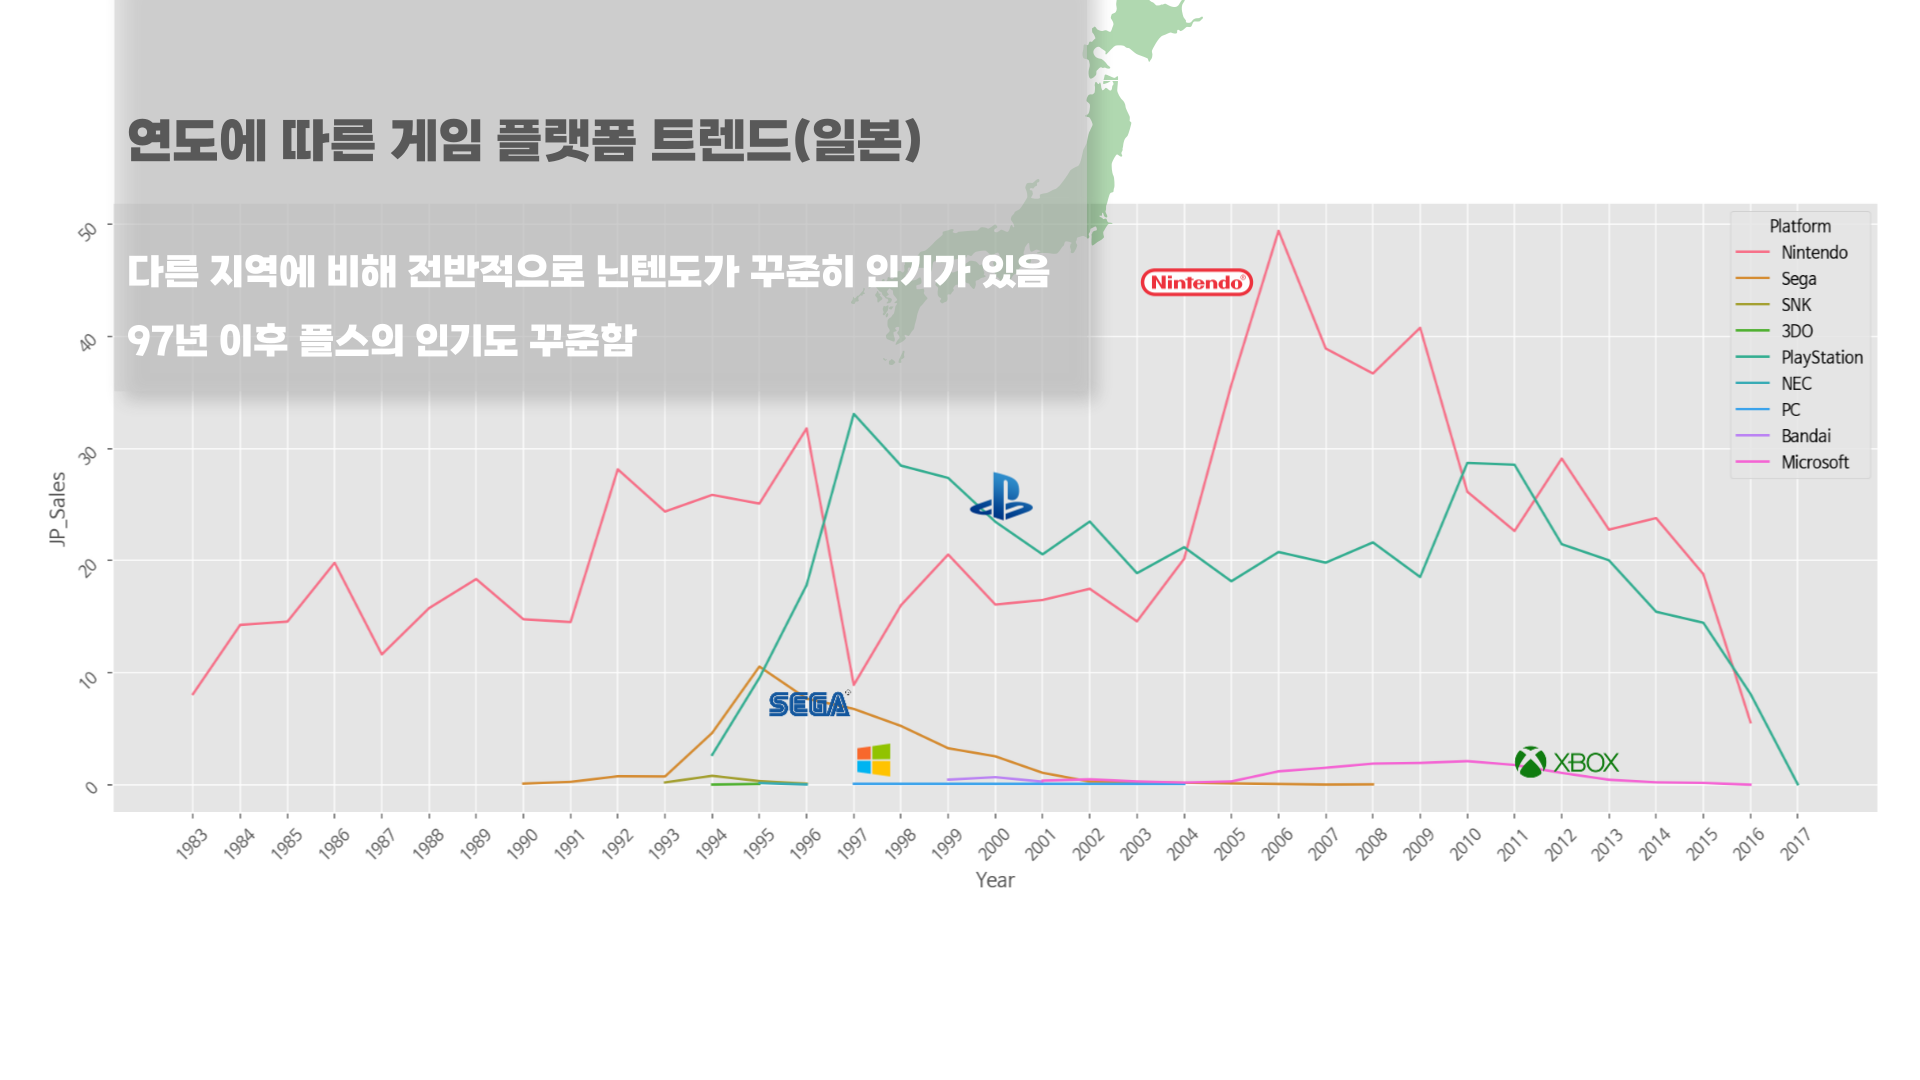 연도에 따른 게임 플랫폼 트렌드(일본)
다른 지역에 비해 전반적으로 닌텐도가 꾸준히 인기가 있음
97년 이후 플스의 인기도 꾸준함
Platform
Nintendo
Sega
SNK
3DO
PlayStation
NEC
PC
Bandai
Microsoft
Nintendo®
SEGA®
XBOX
JP_Sales
50
40
30
20
10
0
1983 1984 1985 1986 1987 1988 1989 1990 1991 1992 1993 1994 1995 1996 1997 1998 1999 2000 2001 2002 2003 2004 2005 2006 2007 2008 2009 2010 2011 2012 2013 2014 2015 2016 2017
Year